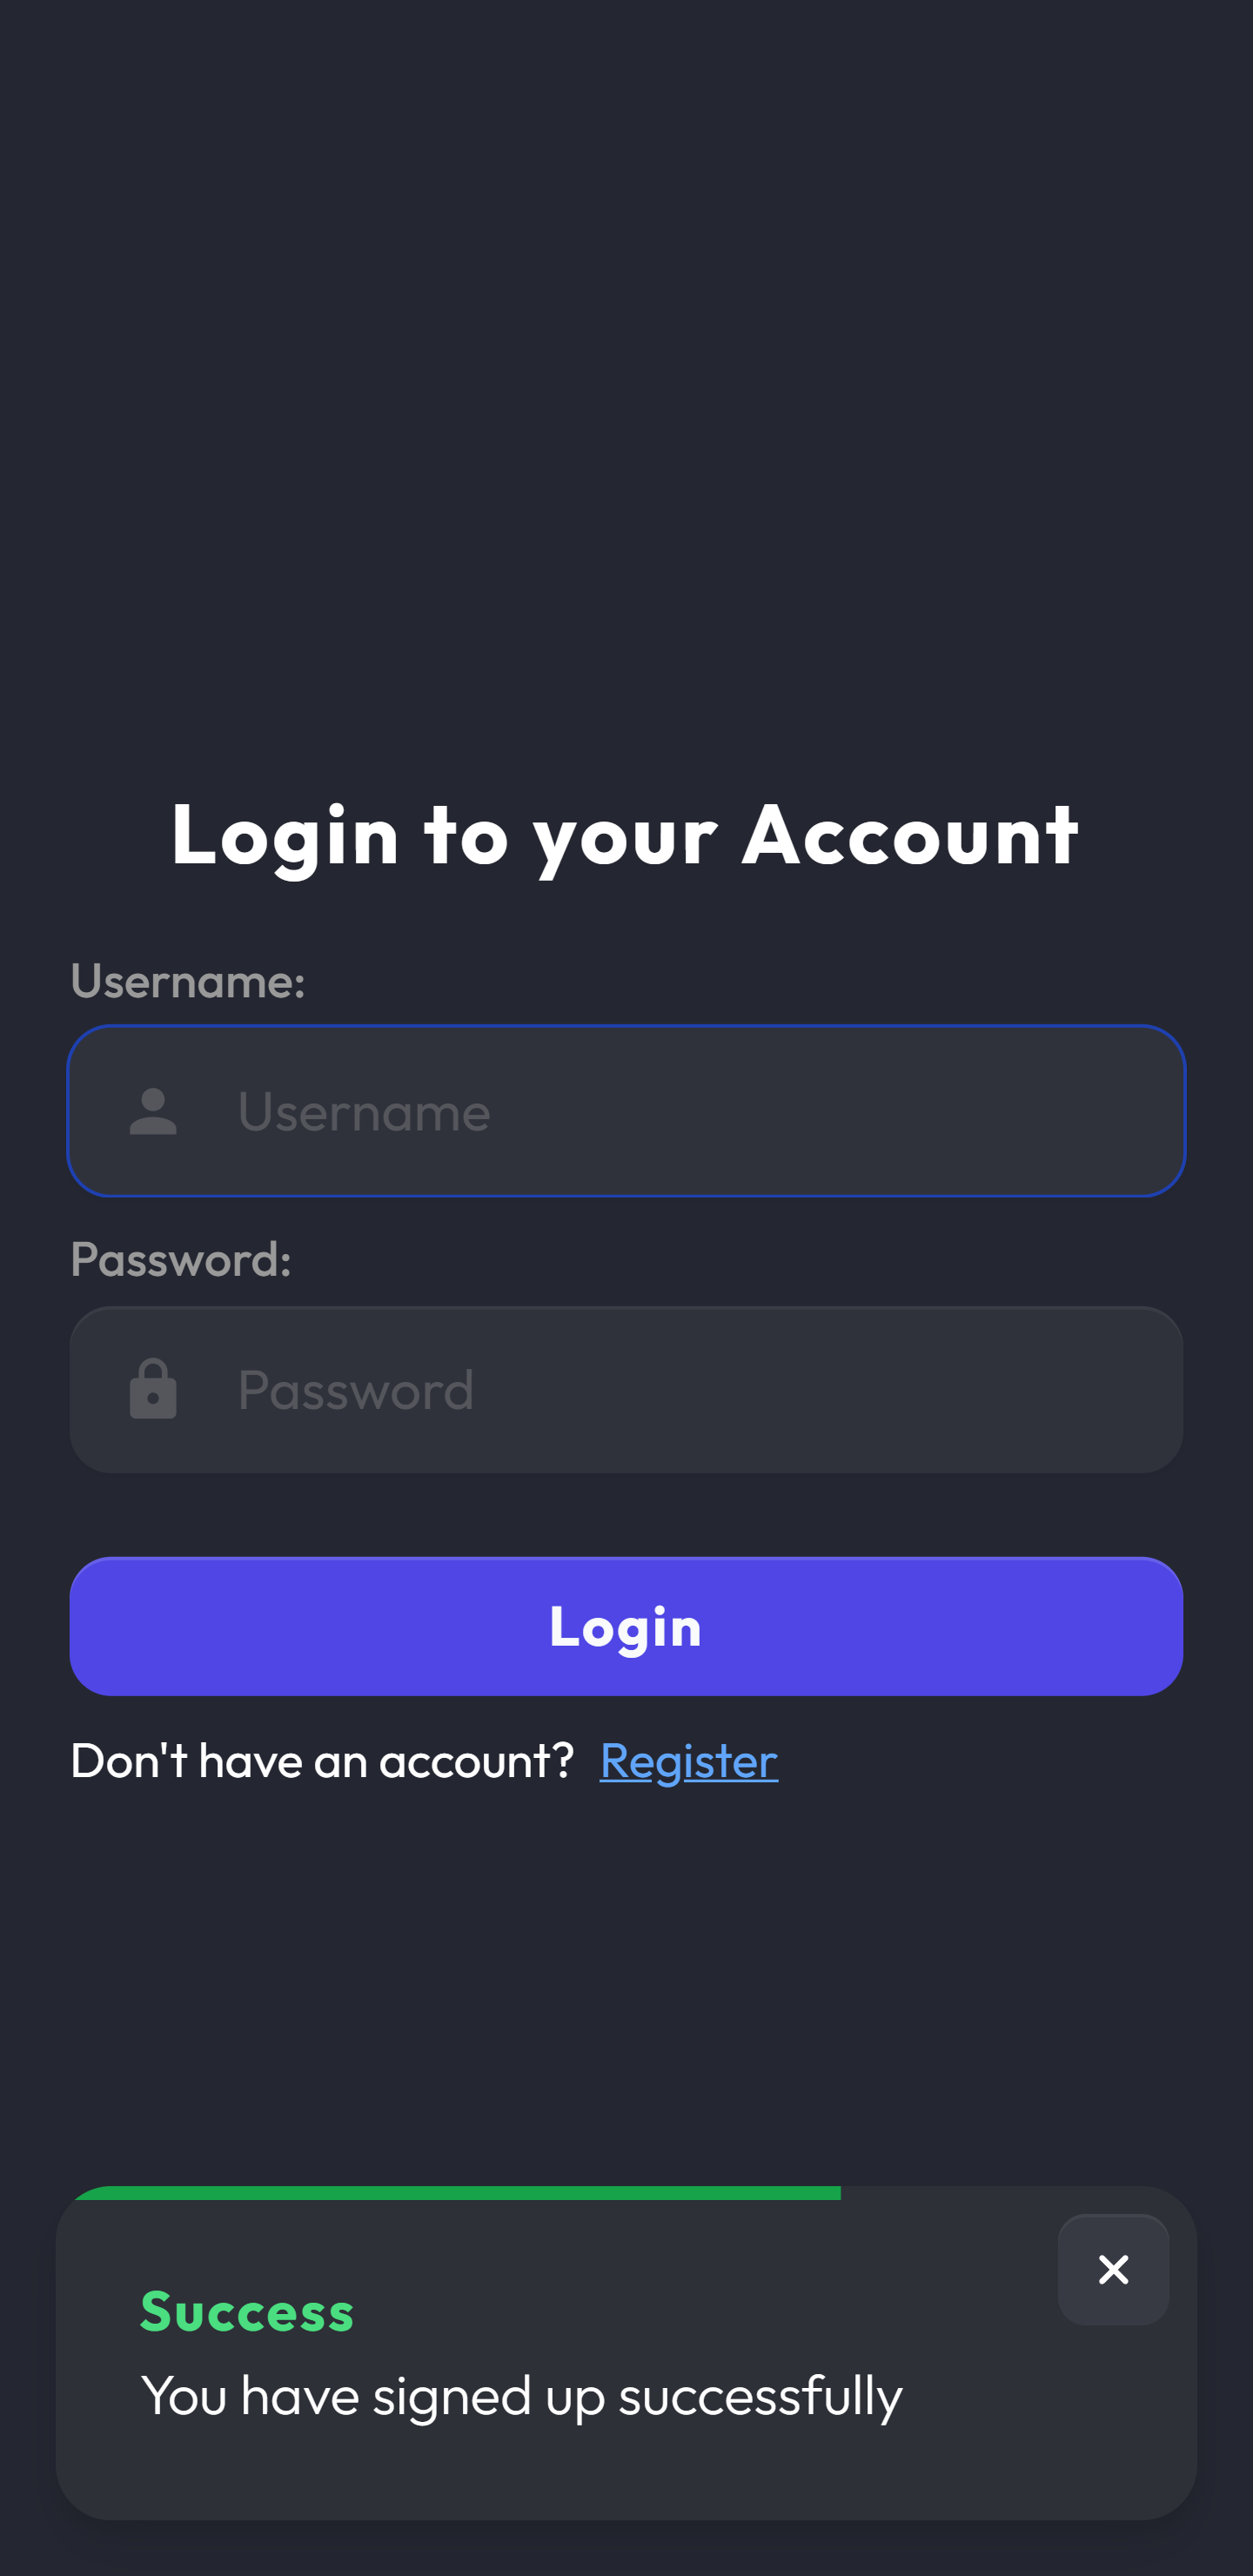 Login to your Account
Username:
Username
Password:
Password
Login
Don't have an account? Register
Success
You have signed up successfully